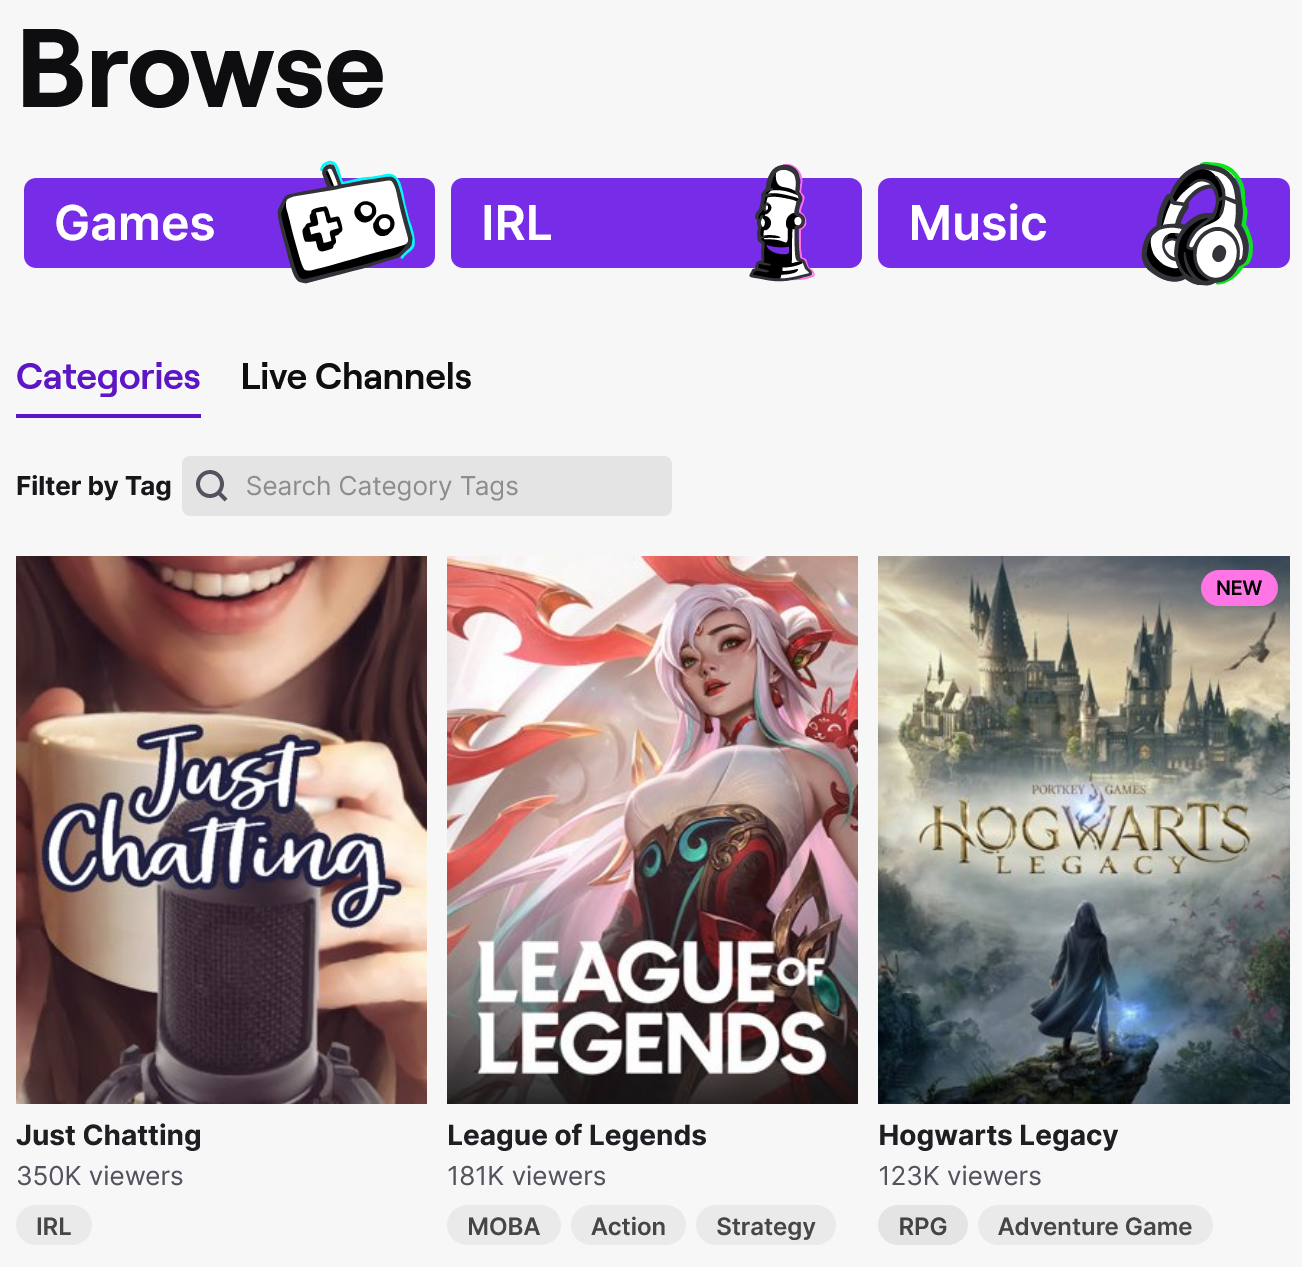 Browse
Games
IRL
Music
Categories
Live Channels
Filter by Tag
Search Category Tags
Just
Chatting
LEAGUE OF
LEGENDS
NEW
PORTKEY GAMES
HOGWARTS
LEGACY
Just Chatting
350K viewers
IRL
League of Legends
181K viewers
MOBA Action Strategy
Hogwarts Legacy
123K viewers
RPG Adventure Game